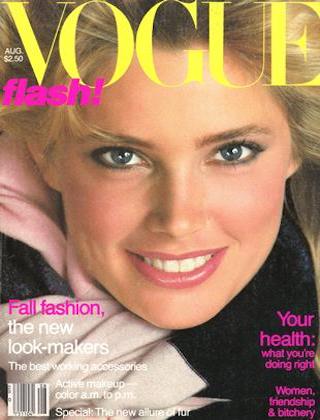 VOGUE
AUG.
$2.50
flash!
Fall fashion,
the new
look-makers
The best working accessories
Active makeup—
color a.m. to p.m.
Special: The new allure of fur
Your
health:
what you're
doing right
Women,
friendship
& bitchery